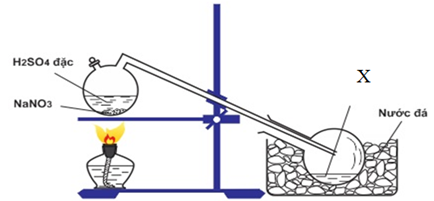 H2SO4 đặc
NaNO3
X
Nước đá